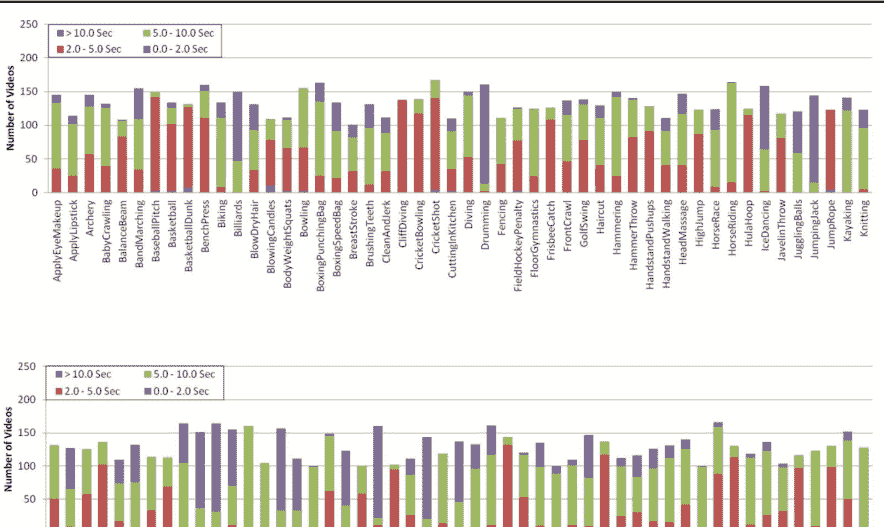 250
> 10.0 Sec 5.0 - 10.0 Sec
200
2.0 - 5.0 Sec 0.0 - 2.0 Sec
150
100
50
0
Number of Videos
ApplyEyeMakeup
ApplyLipstick
Archery
BabyCrawling
BalanceBeam
BandMarching
BaseballPitch
Basketball
BasketballDunk
BenchPress
Biking
Billiards
BlowDryHair
BlowingCandles
BodyWeightSquats
Bowling
BoxingPunchingBag
BoxingSpeedBag
BreastStroke
BrushingTeeth
CleanAndJerk
CliffDiving
CricketBowling
CricketShot
CuttingInKitchen
Diving
Drumming
Fencing
FieldHockeyPenalty
FloorGymnastics
FrisbeeCatch
FrontCrawl
GolfSwing
Haircut
Hammering
HammerThrow
HandstandPushups
HandstandWalking
HeadMassage
HighJump
HorseRace
HorseRiding
HulaHoop
IceDancing
JavelinThrow
JugglingBalls
JumpingJack
JumpRope
Kayaking
Knitting
250
> 10.0 Sec 5.0 - 10.0 Sec
200
2.0 - 5.0 Sec 0.0 - 2.0 Sec
150
100
50
Number of Videos